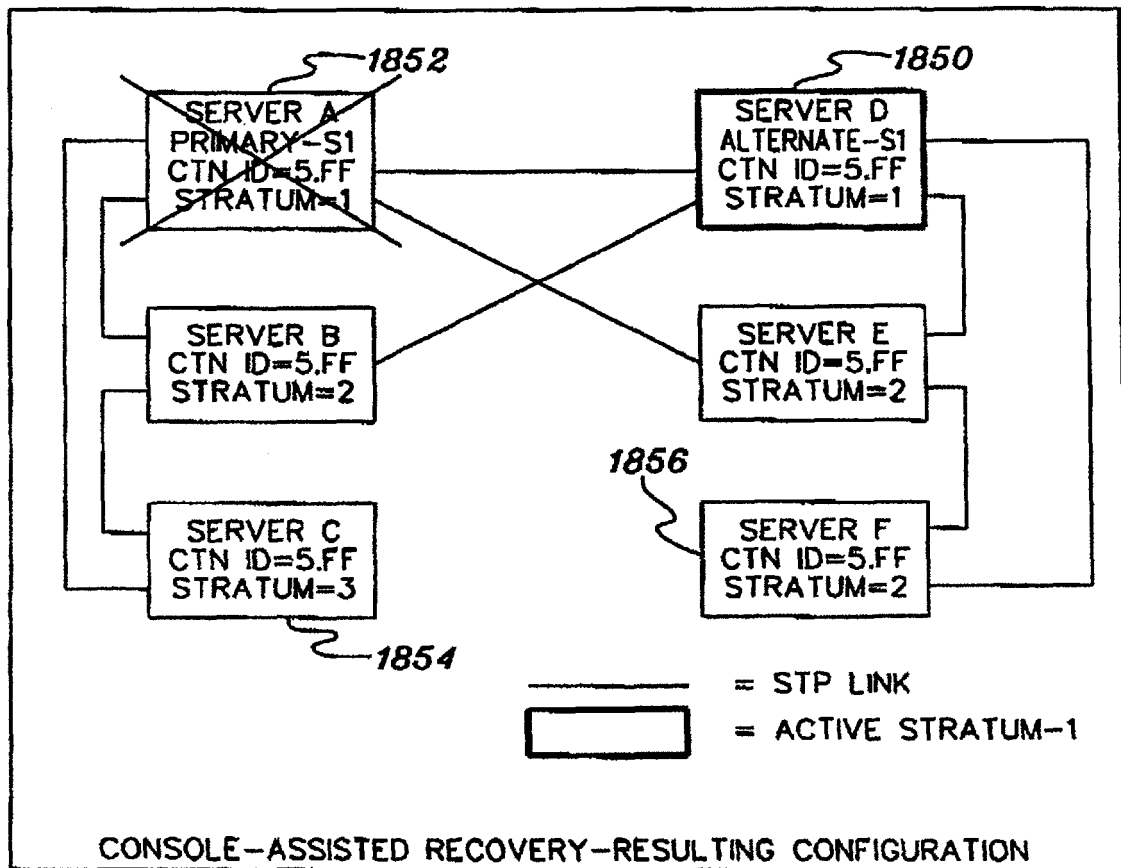 1852
1850
SERVER A
PRIMARY-S1
CTN ID=5.FF
STRATUM=1
SERVER D
ALTERNATE-S1
CTN ID=5.FF
STRATUM=1
SERVER B
CTN ID=5.FF
STRATUM=2
SERVER E
CTN ID=5.FF
STRATUM=2
1856
SERVER C
CTN ID=5.FF
STRATUM=3
SERVER F
CTN ID=5.FF
STRATUM=2
1854
= STP LINK
= ACTIVE STRATUM-1
CONSOLE-ASSISTED RECOVERY-RESULTING CONFIGURATION